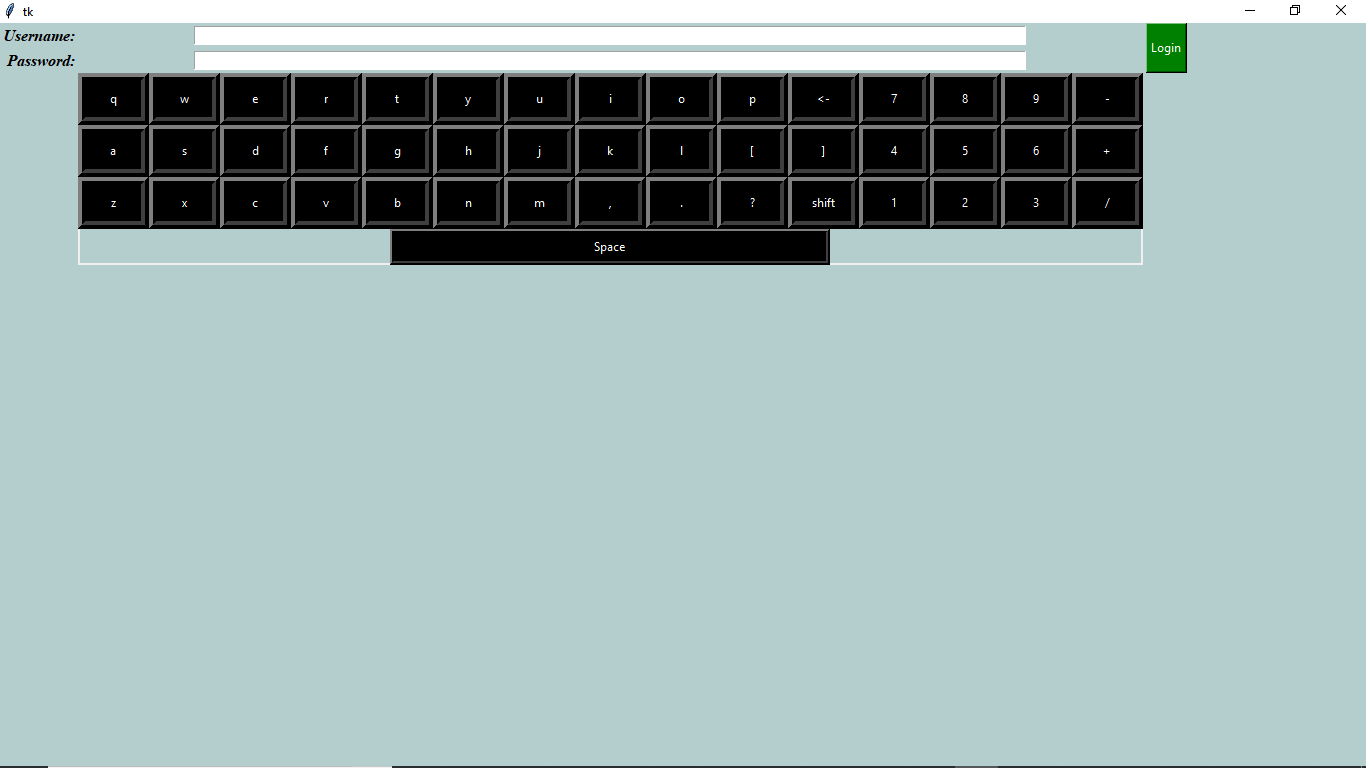 tk
Username:
Login
Password:
q w e r t y u i o p <- 7 8 9 -
a s d f g h j k l [ ] 4 5 6 +
z x c v b n m , . ? shift 1 2 3 /
Space